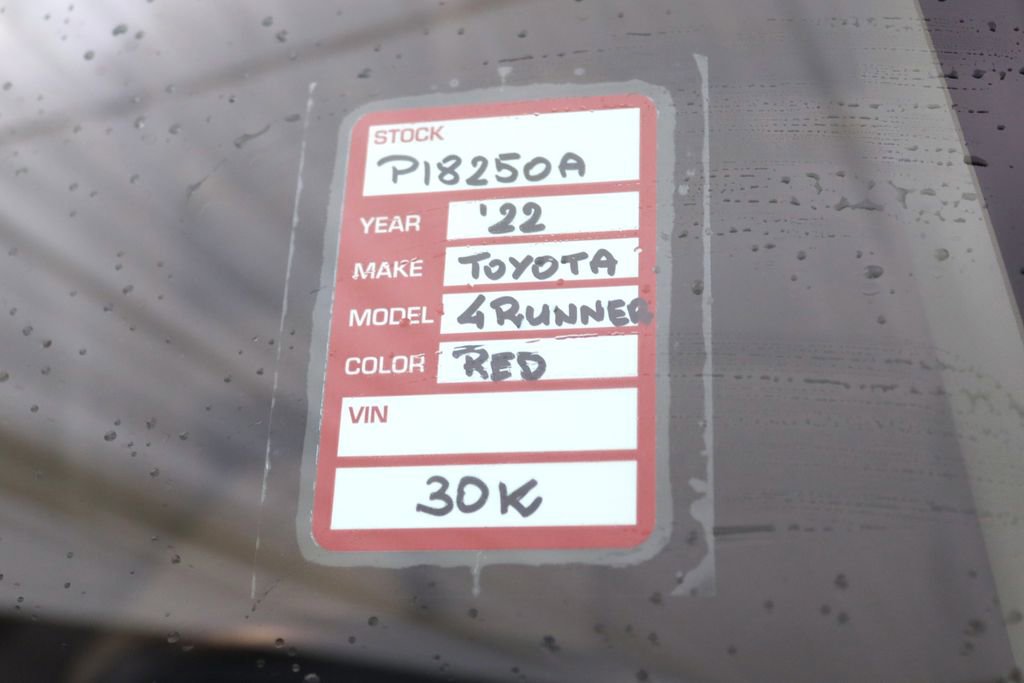 STOCK
P18250A
YEAR '22
MAKE TOYOTA
MODEL 4RUNNER
COLOR RED
VIN
30K